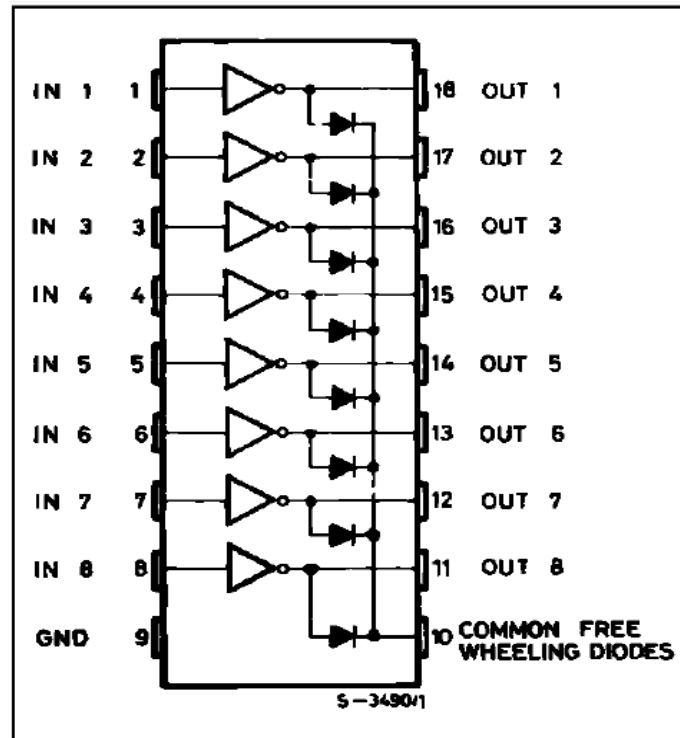 IN 1 1 18 OUT 1
IN 2 2 17 OUT 2
IN 3 3 16 OUT 3
IN 4 4 15 OUT 4
IN 5 5 14 OUT 5
IN 6 6 13 OUT 6
IN 7 7 12 OUT 7
IN 8 8 11 OUT 8
GND 9 10 COMMON FREE
WHEELING DIODES
S-3490/1